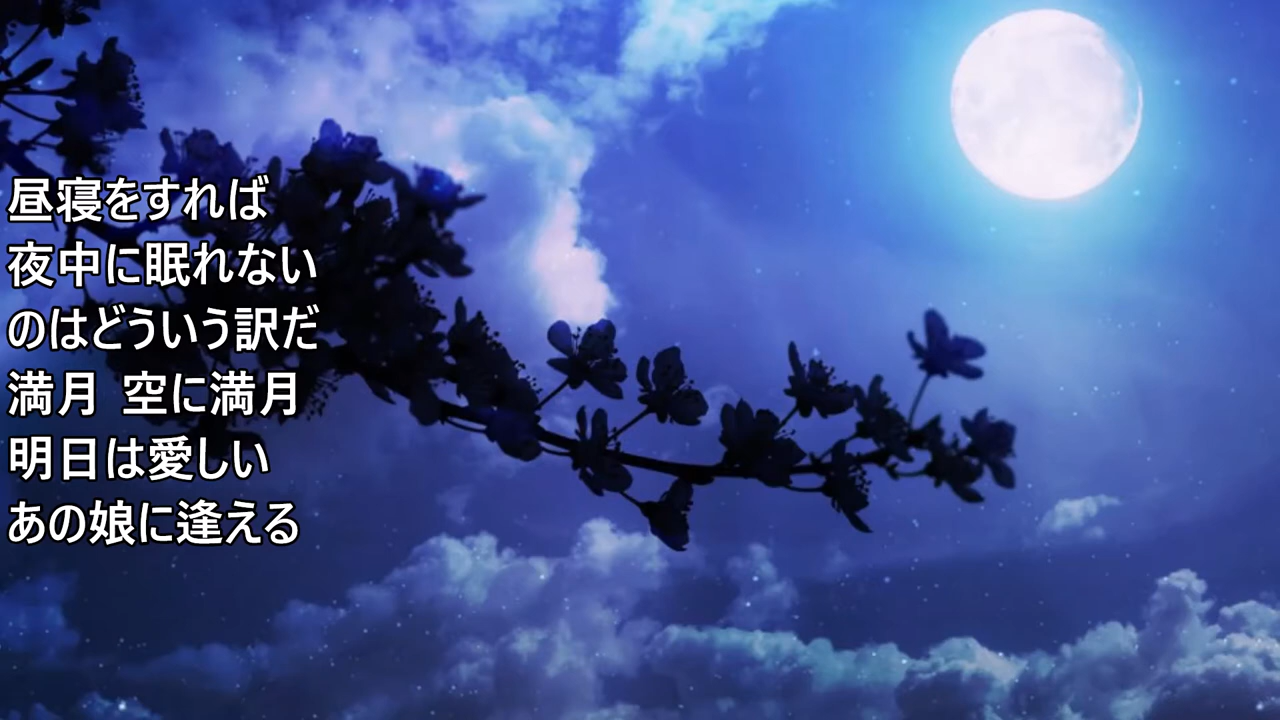 昼寝をすれば
夜中に眠れない
のはどういう訳だ
満月 空に満月
明日は愛しい
あの娘に逢える